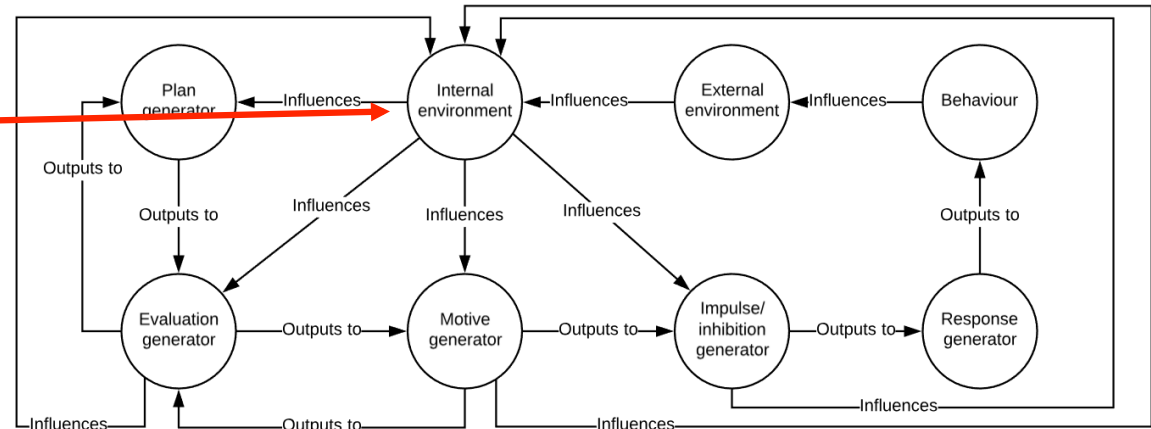 Plan
generator
Influences
Internal
environment
Influences
External
environment
Influences
Behaviour
Outputs to
Outputs to
Influences
Influences
Influences
Outputs to
Evaluation
generator
Outputs to
Motive
generator
Outputs to
Impulse/
inhibition
generator
Outputs to
Response
generator
Influences
Influences
Outputs to
Influences